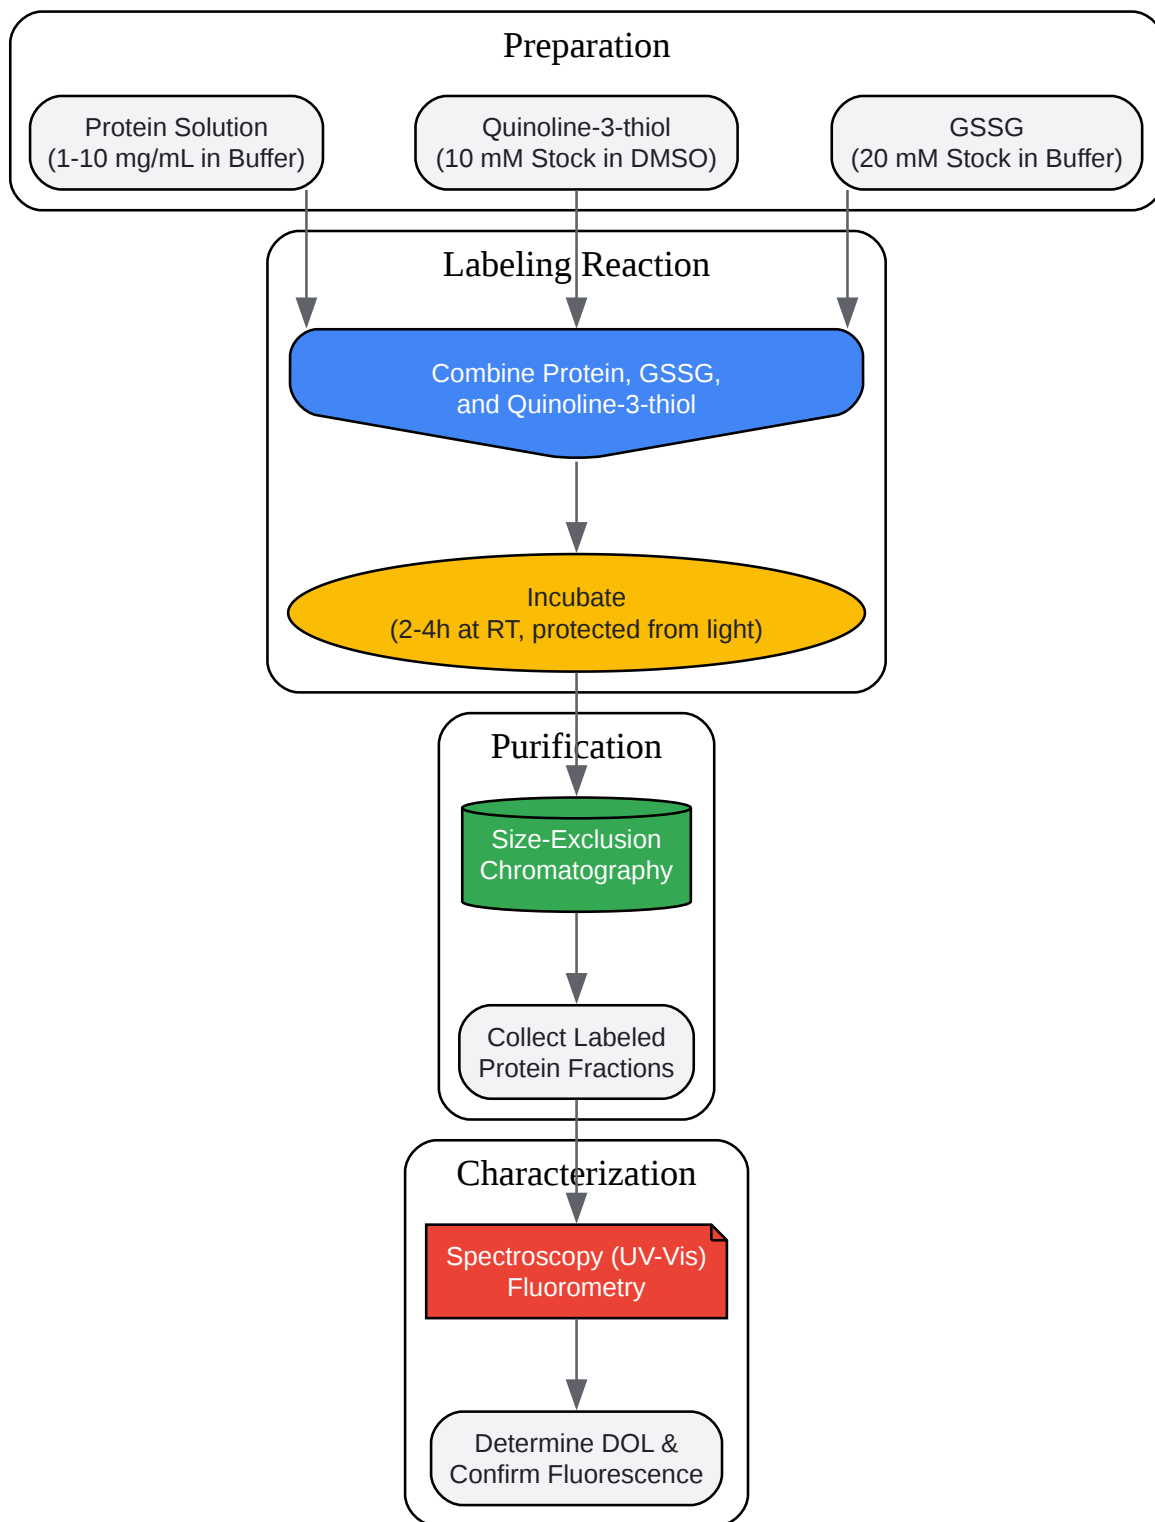 Preparation
Protein Solution
(1-10 mg/mL in Buffer)
Quinoline-3-thiol
(10 mM Stock in DMSO)
GSSG
(20 mM Stock in Buffer)
Labeling Reaction
Combine Protein, GSSG,
and Quinoline-3-thiol
Incubate
(2-4h at RT, protected from light)
Purification
Size-Exclusion
Chromatography
Collect Labeled
Protein Fractions
Characterization
Spectroscopy (UV-Vis)
Fluorometry
Determine DOL &
Confirm Fluorescence